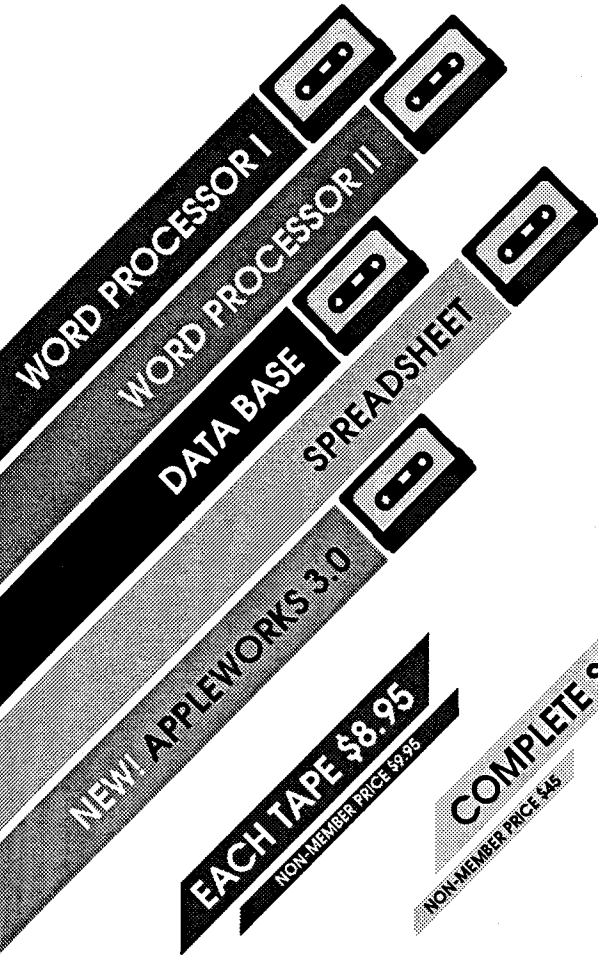 WORD PROCESSOR I
WORD PROCESSOR II
DATA BASE
SPREADSHEET
NEW! APPLEWORKS 3.0
EACH TAPE $8.95
NON-MEMBER PRICE $9.95
COMPLETE
NON-MEMBER PRICE $45